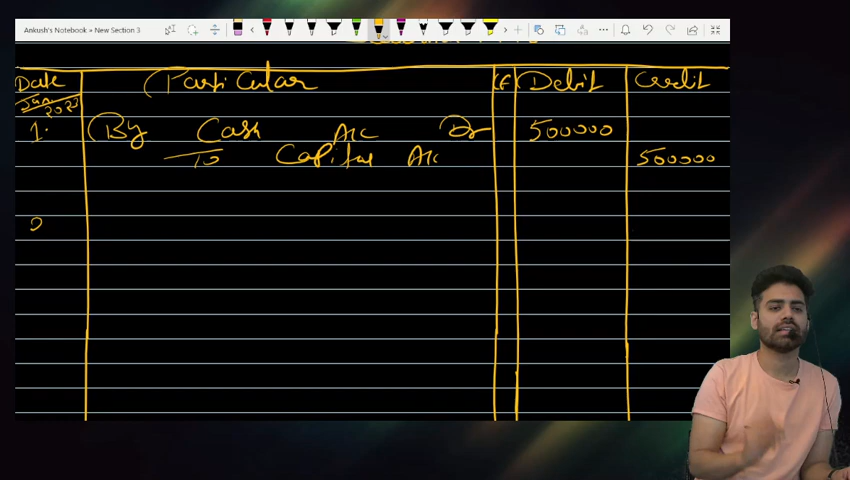 Ankush's Notebook » New Section 3
Date Particular LF Debit Credit
Jan 2022
1. By Cash A/c Dr 500000
To Capital A/c 500000
2